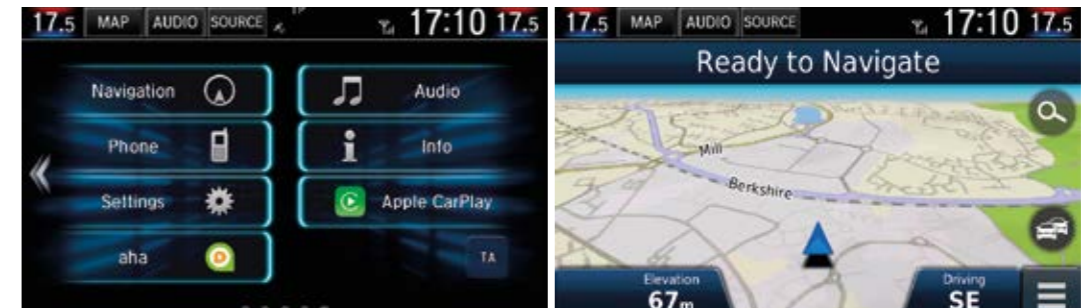 17.5 MAP AUDIO SOURCE 17:10 17.5
Navigation
Audio
Phone
Info
Settings
Apple CarPlay
aha
TA
17.5 MAP AUDIO SOURCE 17:10 17.5
Ready to Navigate
Mill
Berkshire
Elevation
67m
Driving
SE